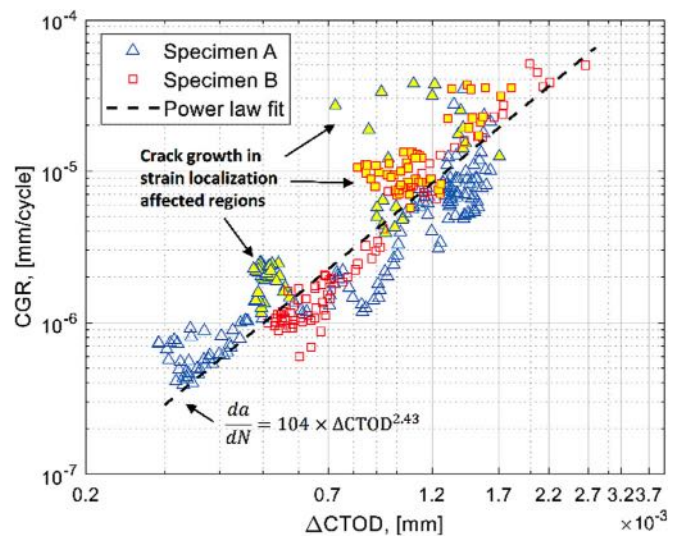 10⁻⁴
Specimen A
Specimen B
Power law fit
Crack growth in
strain localization
affected regions
10⁻⁵
CGR, [mm/cycle]
10⁻⁶
da/dN = 104 × ΔCTOD^2.43
10⁻⁷
0.2 0.7 1.2 1.7 2.2 2.7 3.2 3.7
ΔCTOD, [mm] ×10⁻³